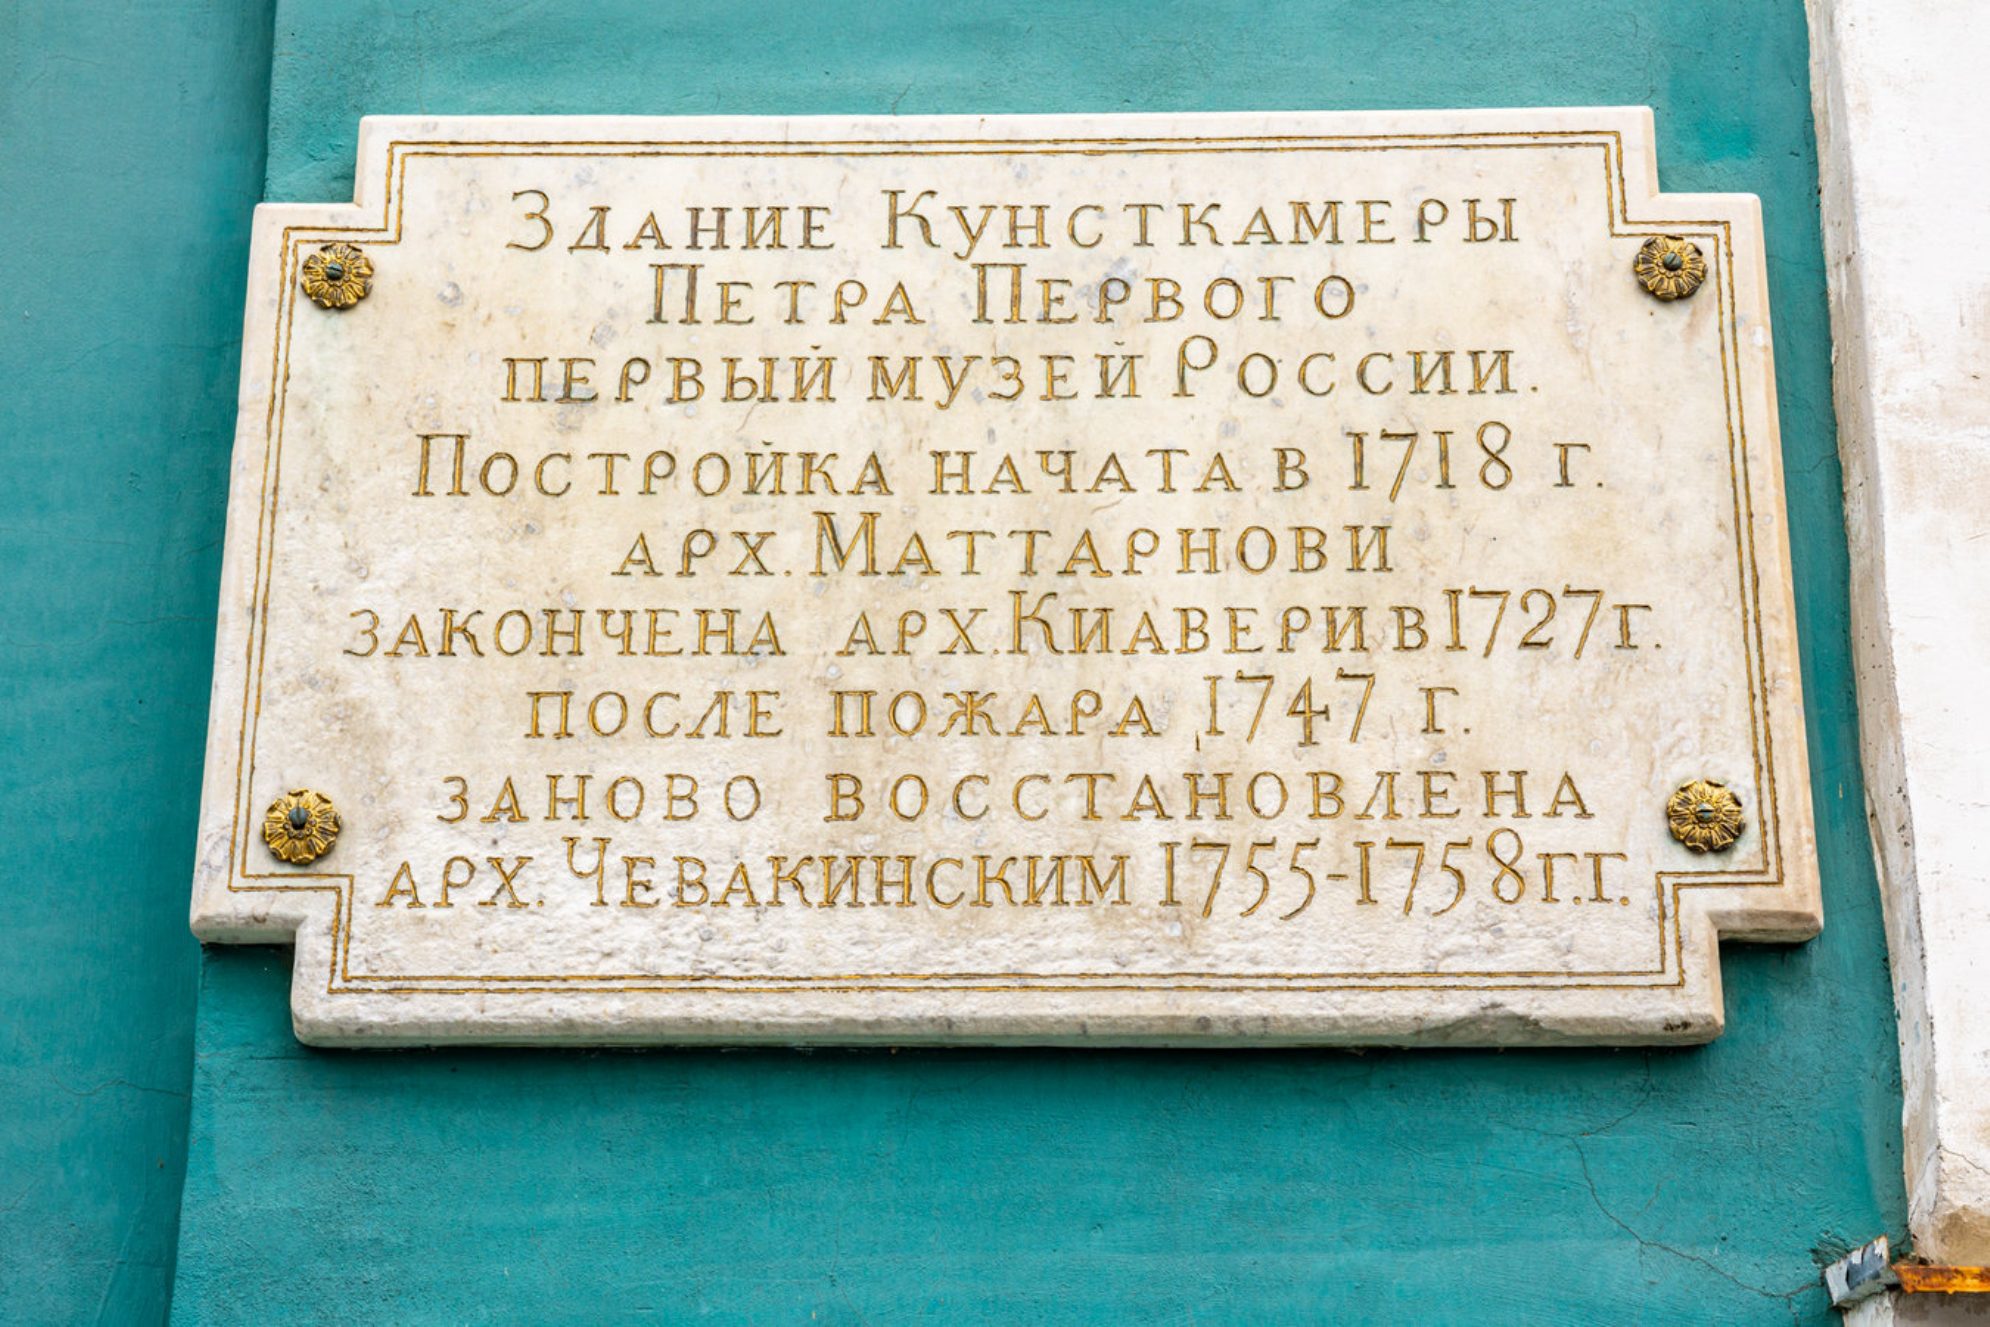 Здание Кунсткамеры
Петра Первого
первый музей России.
Постройка начата в 1718 г.
арх. Маттарнови
закончена арх. Киавери в 1727 г.
после пожара 1747 г.
заново восстановлена
арх. Чевакинским 1755-1758 г.г.